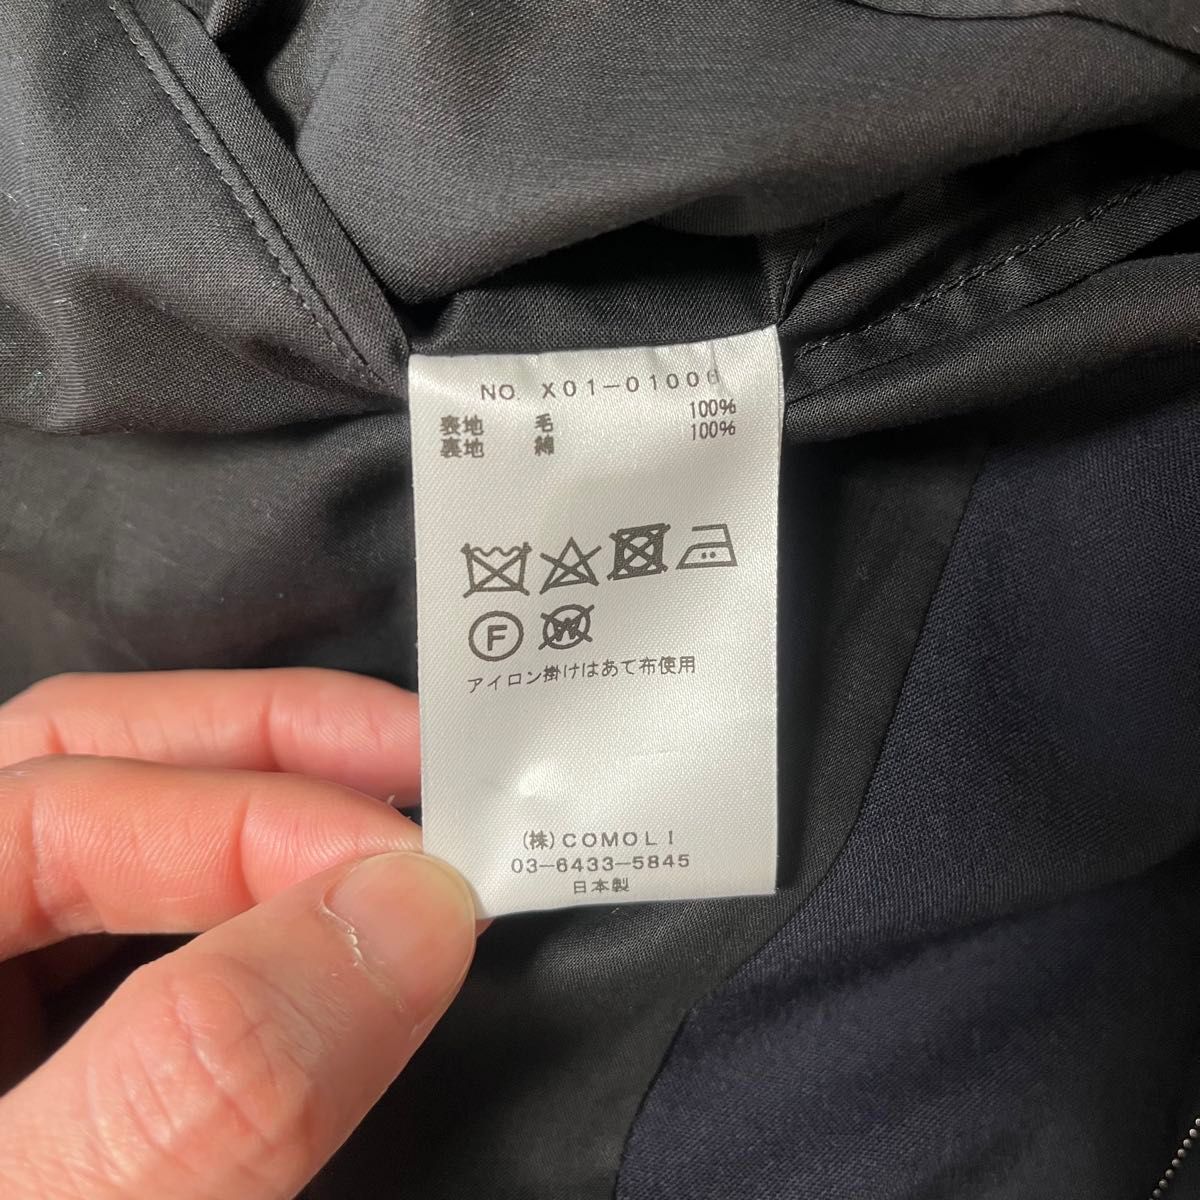 NO. X01-01006
表地 毛 100%
裏地 綿 100%
F W
アイロン掛けはあて布使用
(株)COMOLI
03-6433-5845
日本製